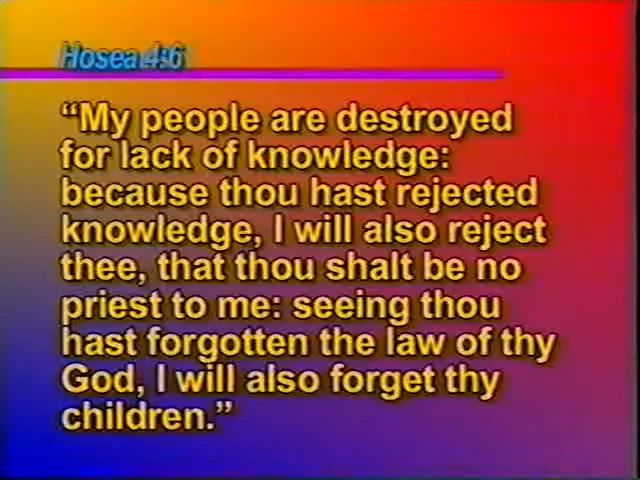 Hosea 4:6
“My people are destroyed
for lack of knowledge:
because thou hast rejected
knowledge, I will also reject
thee, that thou shalt be no
priest to me: seeing thou
hast forgotten the law of thy
God, I will also forget thy
children.”